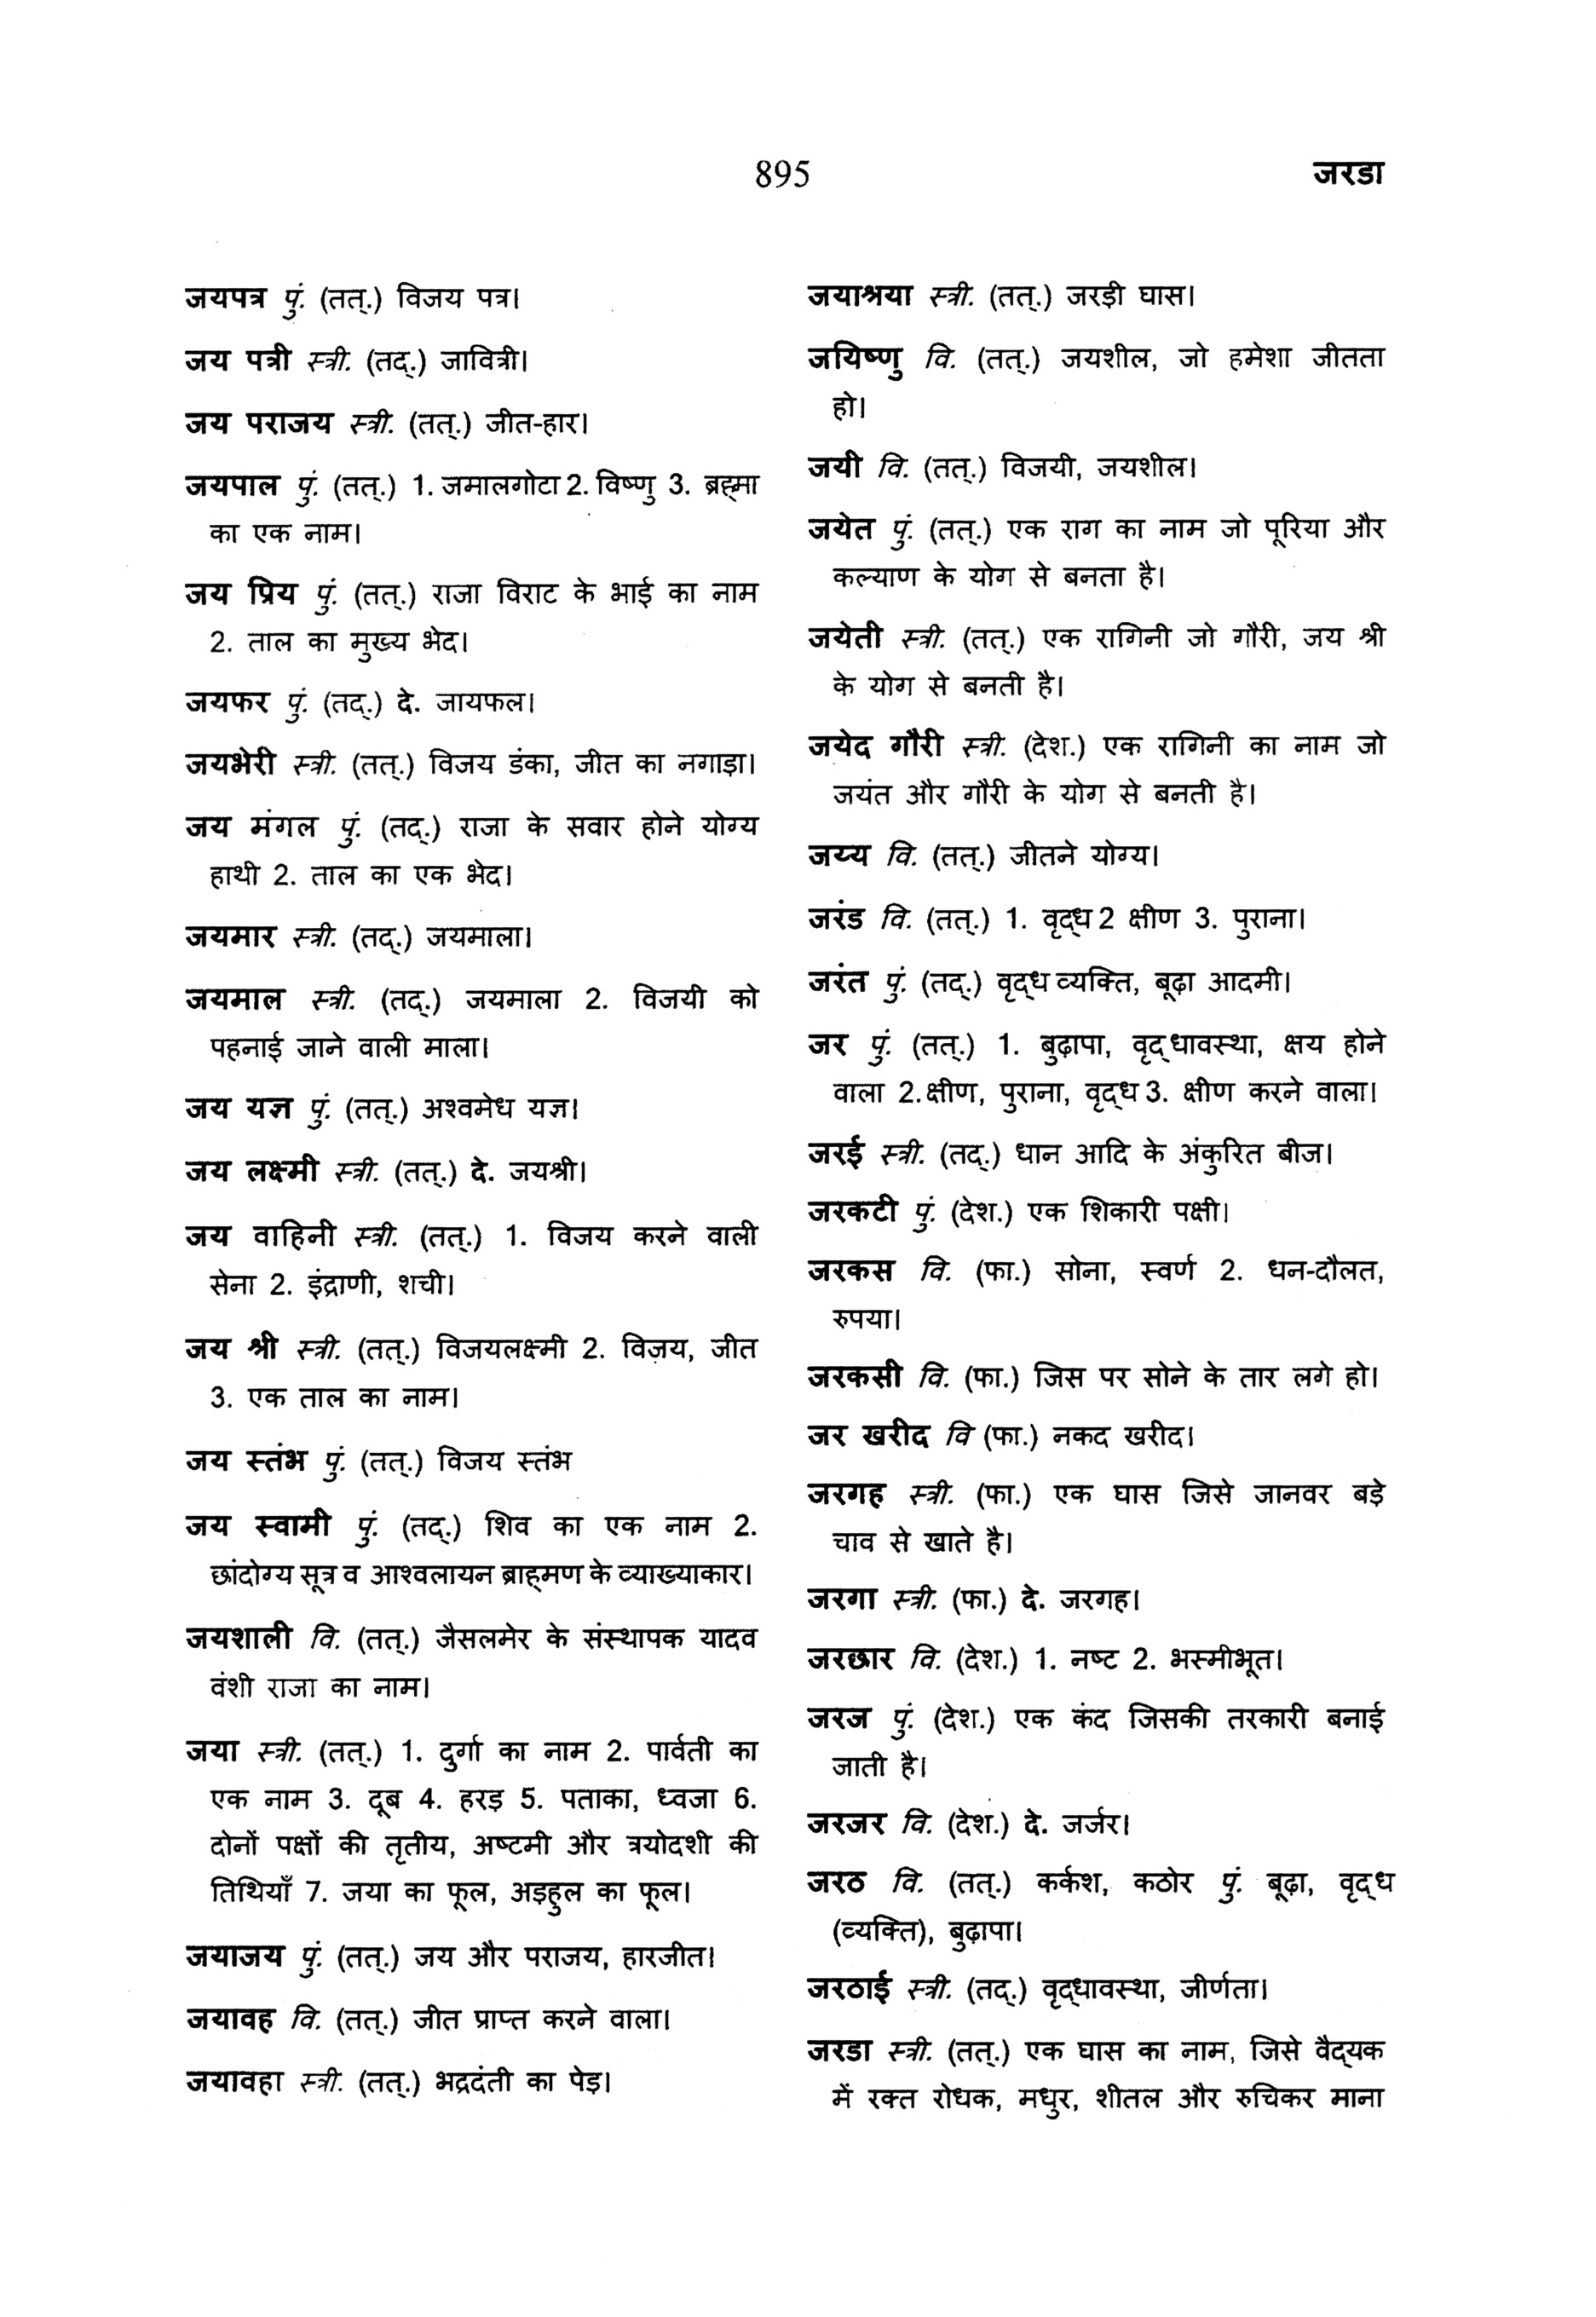 895
जरडा
जयपत्र पुं. (तत्.) विजय पत्र।
जय पत्री स्त्री. (तद्.) जावित्री।
जय पराजय स्त्री. (तत्.) जीत-हार।
जयपाल पुं. (तत्.) 1. जमालगोटा 2. विष्णु 3. ब्रह्मा
का एक नाम।
जय प्रिय पुं. (तत्.) राजा विराट के भाई का नाम
2. ताल का मुख्य भेद।
जयफर पुं. (तद्.) दे. जायफल।
जयभेरी स्त्री. (तत्.) विजय डंका, जीत का नगाड़ा।
जय मंगल पुं. (तद्.) राजा के सवार होने योग्य
हाथी 2. ताल का एक भेद।
जयमार स्त्री. (तद्.) जयमाला।
जयमाल स्त्री. (तद्.) जयमाला 2. विजयी को
पहनाई जाने वाली माला।
जय यज्ञ पुं. (तत्.) अश्वमेध यज्ञ।
जय लक्ष्मी स्त्री. (तत्.) दे. जयश्री।
जय वाहिनी स्त्री. (तत्.) 1. विजय करने वाली
सेना 2. इंद्राणी, शची।
जय श्री स्त्री. (तत्.) विजयलक्ष्मी 2. विजय, जीत
3. एक ताल का नाम।
जय स्तंभ पुं. (तत्.) विजय स्तंभ
जय स्वामी पुं. (तद्.) शिव का एक नाम 2.
छांदोग्य सूत्र व आश्वलायन ब्राह्मण के व्याख्याकार।
जयशाली वि. (तत्.) जैसलमेर के संस्थापक यादव
वंशी राजा का नाम।
जया स्त्री. (तत्.) 1. दुर्गा का नाम 2. पार्वती का
एक नाम 3. दूब 4. हरड़ 5. पताका, ध्वजा 6.
दोनों पक्षों की तृतीय, अष्टमी और त्रयोदशी की
तिथियाँ 7. जया का फूल, अड़हुल का फूल।
जयाजय पुं. (तत्.) जय और पराजय, हारजीत।
जयावह वि. (तत्.) जीत प्राप्त करने वाला।
जयावहा स्त्री. (तत्.) भद्रदंती का पेड़।
जयाश्रया स्त्री. (तत्.) जरड़ी घास।
जयिष्णु वि. (तत्.) जयशील, जो हमेशा जीतता
हो।
जयी वि. (तत्.) विजयी, जयशील।
जयेत पुं. (तत्.) एक राग का नाम जो पूरिया और
कल्याण के योग से बनता है।
जयेती स्त्री. (तत्.) एक रागिनी जो गौरी, जय श्री
के योग से बनती है।
जयेद गौरी स्त्री. (देश.) एक रागिनी का नाम जो
जयंत और गौरी के योग से बनती है।
जय्य वि. (तत्.) जीतने योग्य।
जरंड वि. (तत्.) 1. वृद्ध 2 क्षीण 3. पुराना।
जरंत पुं. (तद्.) वृद्ध व्यक्ति, बूढ़ा आदमी।
जर पुं. (तत्.) 1. बुढ़ापा, वृद्धावस्था, क्षय होने
वाला 2.क्षीण, पुराना, वृद्ध 3. क्षीण करने वाला।
जरई स्त्री. (तद्.) धान आदि के अंकुरित बीज।
जरकटी पुं. (देश.) एक शिकारी पक्षी।
जरकस वि. (फा.) सोना, स्वर्ण 2. धन-दौलत,
रुपया।
जरकसी वि. (फा.) जिस पर सोने के तार लगे हो।
जर खरीद वि (फा.) नकद खरीद।
जरगह स्त्री. (फा.) एक घास जिसे जानवर बड़े
चाव से खाते है।
जरगा स्त्री. (फा.) दे. जरगह।
जरछार वि. (देश.) 1. नष्ट 2. भस्मीभूत।
जरज पुं. (देश.) एक कंद जिसकी तरकारी बनाई
जाती है।
जरजर वि. (देश.) दे. जर्जर।
जरठ वि. (तत्.) कर्कश, कठोर पुं. बूढ़ा, वृद्ध
(व्यक्ति), बुढ़ापा।
जरठाई स्त्री. (तद्.) वृद्धावस्था, जीर्णता।
जरडा स्त्री. (तत्.) एक घास का नाम, जिसे वैद्यक
में रक्त रोधक, मधुर, शीतल और रुचिकर माना